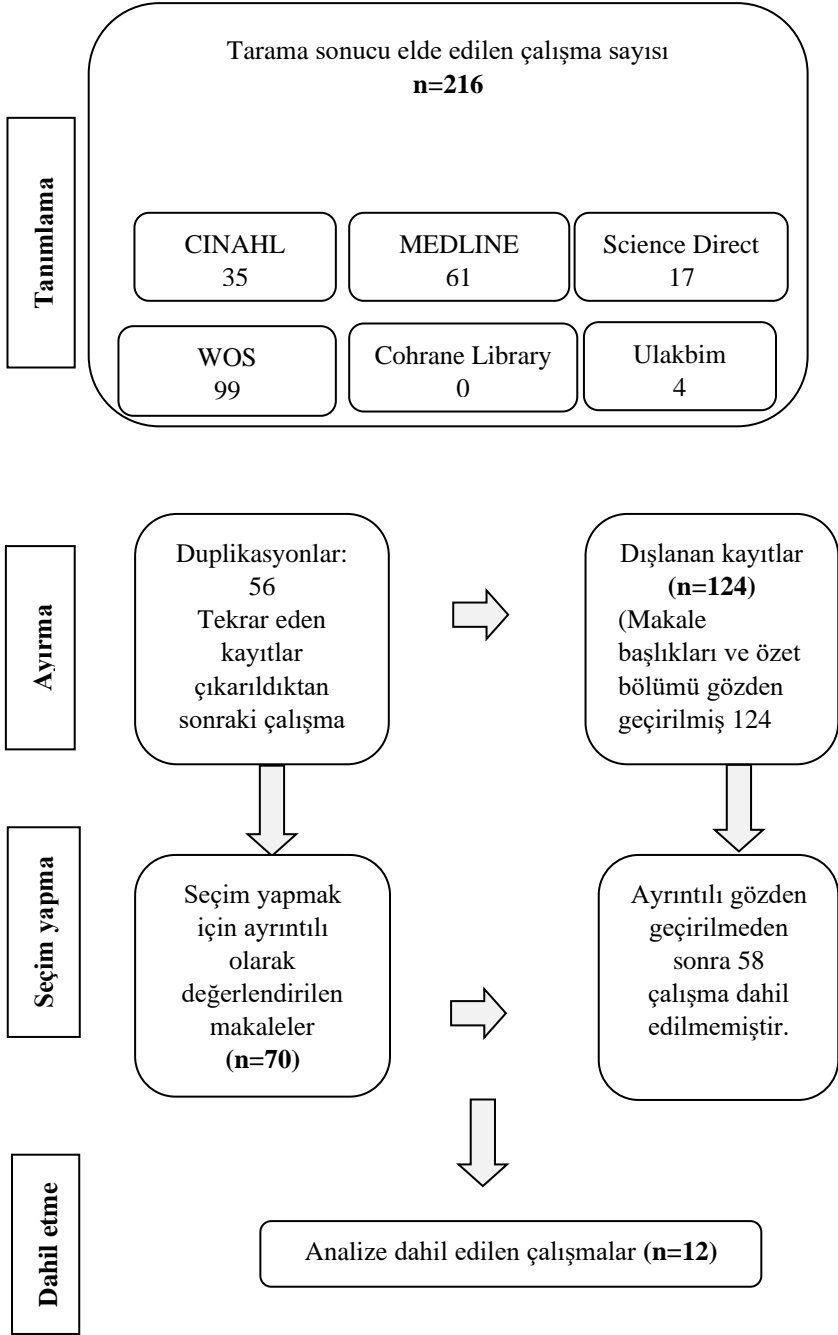 Tarama sonucu elde edilen çalışma sayısı
n=216
Tanımlama
CINAHL
35
MEDLINE
61
Science Direct
17
WOS
99
Cohrane Library
0
Ulakbim
4
Ayırma
Duplikasyonlar:
56
Tekrar eden
kayıtlar
çıkarıldıktan
sonraki çalışma
Dışlanan kayıtlar
(n=124)
(Makale
başlıkları ve özet
bölümü gözden
geçirilmiş 124
Seçim yapma
Seçim yapmak
için ayrıntılı
olarak
değerlendirilen
makaleler
(n=70)
Ayrıntılı gözden
geçirilmeden
sonra 58
çalışma dahil
edilmemiştir.
Dahil etme
Analize dahil edilen çalışmalar (n=12)